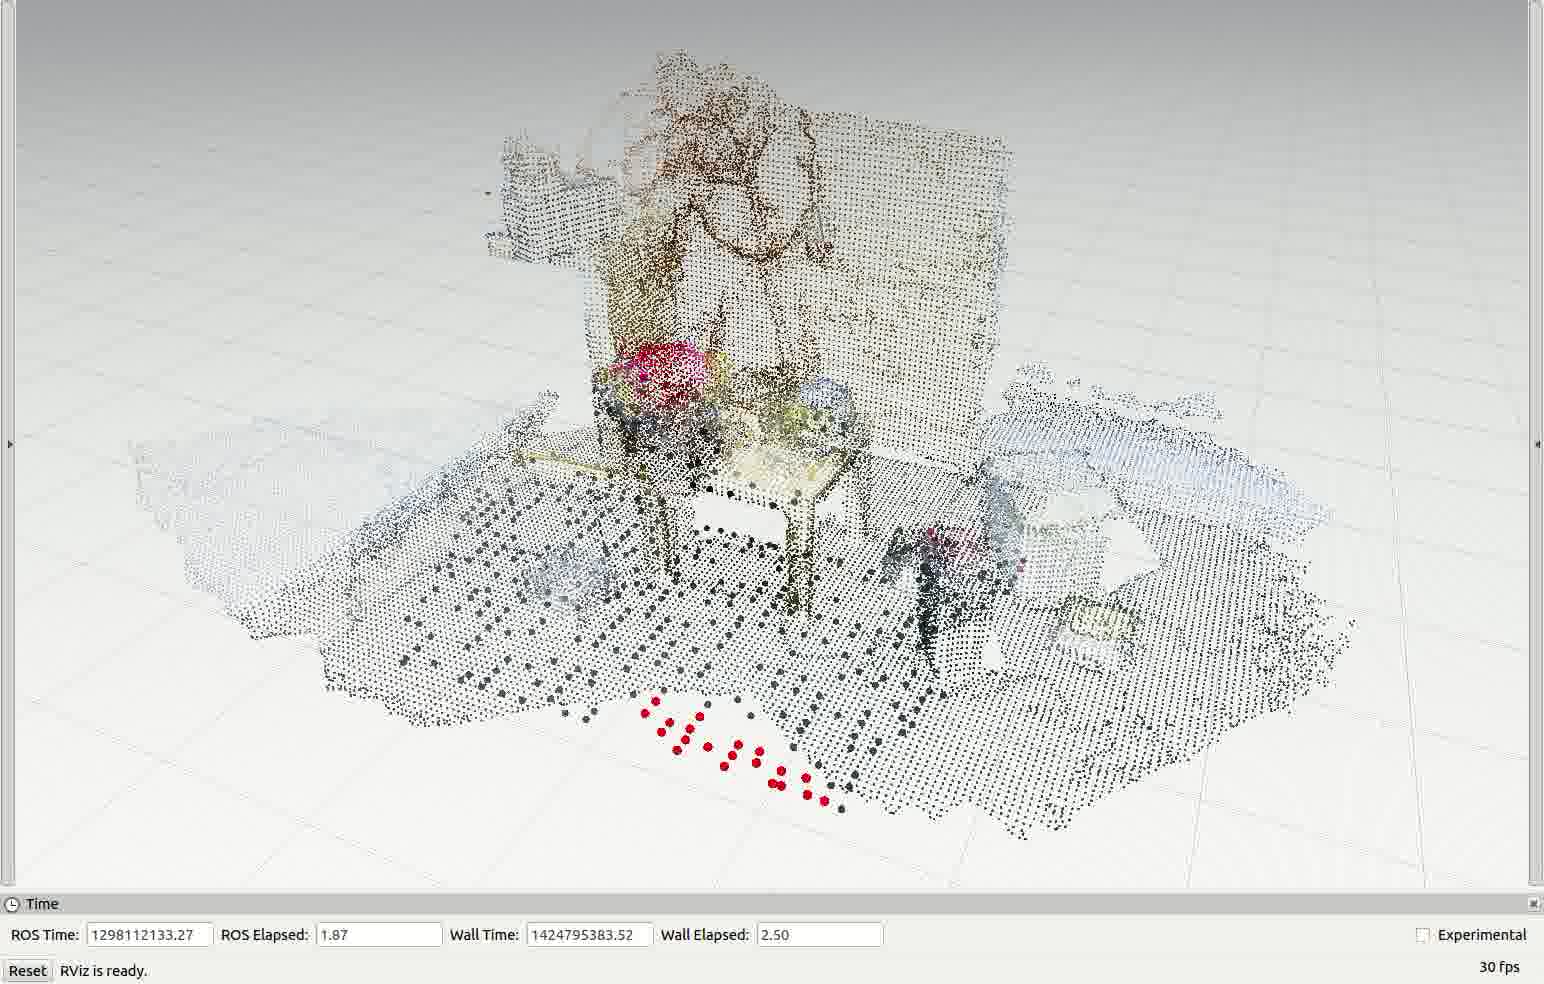 Time
ROS Time: 1298112133.27 ROS Elapsed: 1.87 Wall Time: 1424795383.52 Wall Elapsed: 2.50 Experimental
Reset RViz is ready. 30 fps